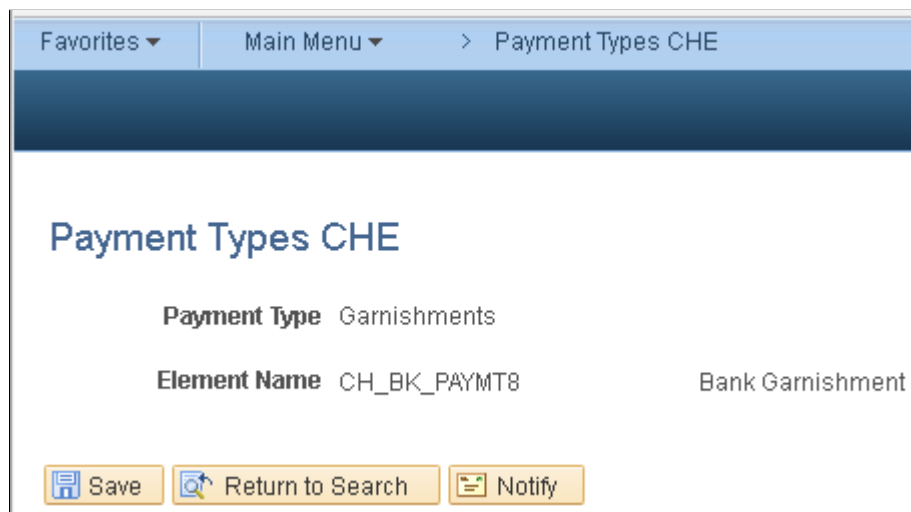 Favorites Main Menu > Payment Types CHE
Payment Types CHE
Payment Type Garnishments
Element Name CH_BK_PAYMT8 Bank Garnishment
Save Return to Search Notify